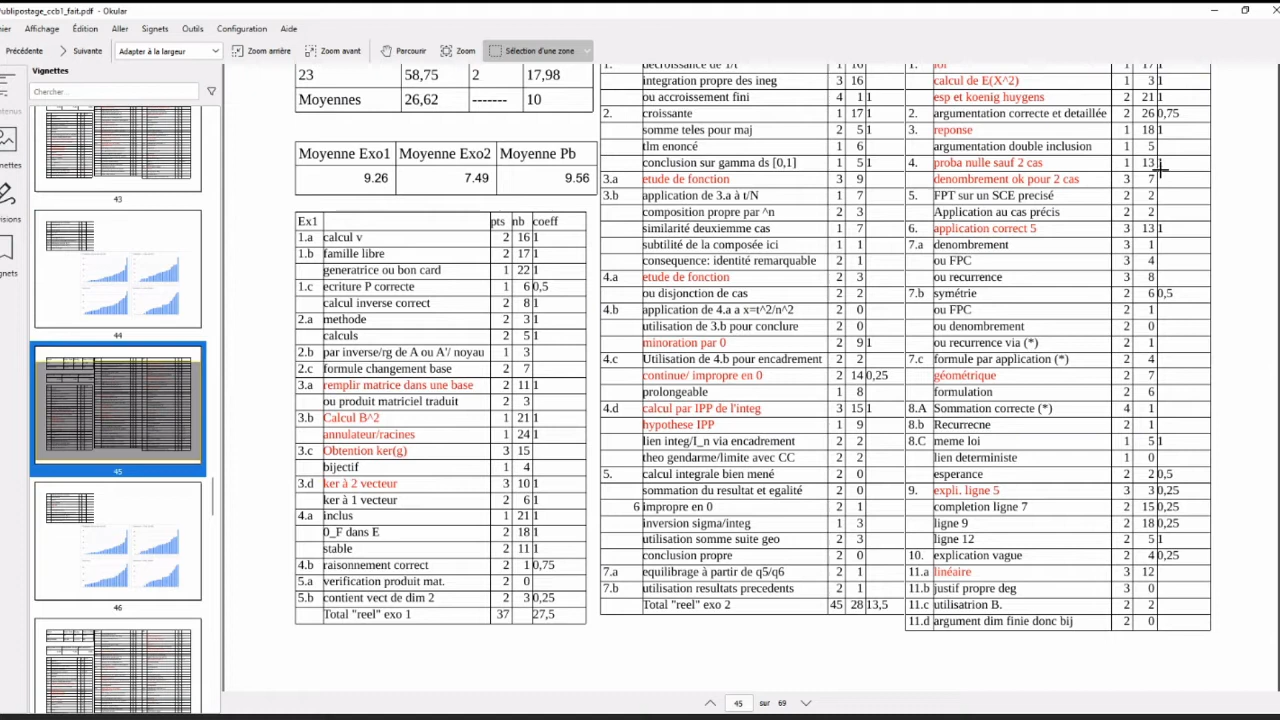 ublipostage_ccb1_fait.pdf - Okular
ier Affichage Édition Aller Signets Outils Configuration Aide
Précédente Suivante Adapter à la largeur Zoom arrière Zoom avant Parcourir Zoom Sélection d'une zone
Vignettes
Chercher...
43
44
45
46
23 58,75 2 17,98
Moyennes 26,62 ------- 10
Moyenne Exo1 Moyenne Exo2 Moyenne Pb
9.26 7.49 9.56
Ex1 pts nb coeff
1.a calcul v 2 16 1
1.b famille libre 2 17 1
generatrice ou bon card 1 22 1
1.c ecriture P correcte 1 6 0,5
calcul inverse correct 2 8 1
2.a methode 2 3 1
calculs 2 5 1
2.b par inverse/rg de A ou A'/ noyau 1 3
2.c formule changement base 2 7
3.a remplir matrice dans une base 2 11 1
ou produit matriciel traduit 2 3
3.b Calcul B^2 1 21 1
annulateur/racines 1 24 1
3.c Obtention ker(g) 3 15
bijectif 1 4
3.d ker à 2 vecteur 3 10 1
ker à 1 vecteur 2 6 1
4.a inclus 1 21 1
0_F dans E 2 18 1
stable 2 11 1
4.b raisonnement correct 2 1 0,75
5.a verification produit mat. 2 0
5.b contient vect de dim 2 2 3 0,25
Total "reel" exo 1 37 27,5
1. decroissance de 1/t 1 16
integration propre des ineg 3 16
ou accroissement fini 4 1 1
2. croissante 1 17 1
somme teles pour maj 2 5 1
tlm enoncé 1 6
conclusion sur gamma ds [0,1] 1 5 1
3.a etude de fonction 3 9
3.b application de 3.a à t/N 1 7
composition propre par ^n 2 3
similarité deuxiemme cas 1 7
subtilité de la composée ici 1 1
consequence: identité remarquable 2 1
4.a etude de fonction 2 3
ou disjonction de cas 2 2
4.b application de 4.a a x=t^2/n^2 2 0
utilisation de 3.b pour conclure 2 0
minoration par 0 2 9 1
4.c Utilisation de 4.b pour encadrement 2 2
continue/ impropre en 0 2 14 0,25
prolongeable 1 8
4.d calcul par IPP de l'integ 3 15 1
hypothese IPP 1 9
lien integ/I_n via encadrement 2 2
theo gendarme/limite avec CC 2 2
5. calcul integrale bien mené 2 0
sommation du resultat et egalité 2 0
6 impropre en 0 2 1
inversion sigma/integ 2 3
utilisation somme suite geo 2 3
conclusion propre 2 0
7.a equilibrage à partir de q5/q6 2 1
7.b utilisation resultats precedents 2 1
Total "reel" exo 2 45 28 13,5
1. loi 1 17 1
calcul de E(X^2) 1 3 1
esp et koenig huygens 2 21 1
2. argumentation correcte et detaillée 2 26 0,75
3. reponse 1 18 1
argumentation double inclusion 1 5
4. proba nulle sauf 2 cas 1 13
denombrement ok pour 2 cas 3 7
5. FPT sur un SCE precisé 2 2
Application au cas précis 2 2
6. application correct 5 3 13 1
7.a denombrement 3 1
ou FPC 3 4
ou recurrence 3 8
7.b symétrie 2 6 0,5
ou FPC 2 1
ou denombrement 2 0
ou recurrence via (*) 2 1
7.c formule par application (*) 2 4
géométrique 2 7
formulation 2 6
8.A Sommation correcte (*) 4 1
8.b Recurrecne 2 1
8.C meme loi 1 5 1
lien deterministe 1 0
esperance 2 2 0,5
9. expli. ligne 5 3 3 0,25
completion ligne 7 2 15 0,25
ligne 9 2 18 0,25
ligne 12 2 5 1
10. explication vague 2 4 0,25
11.a linéaire 3 12
11.b justif propre deg 3 0
11.c utilisatrion B. 2 2
11.d argument dim finie donc bij 2 0
45 sur 69